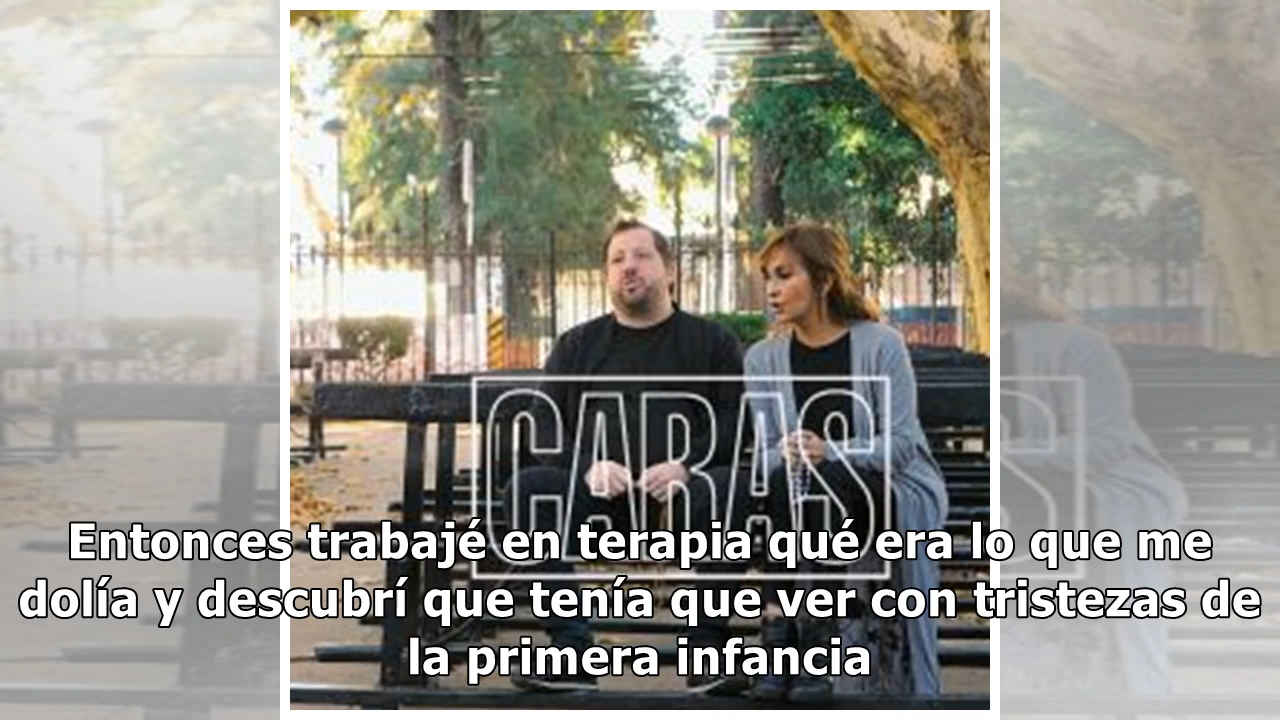 CARAS
Entonces trabajé en terapia qué era lo que me
dolía y descubrí que tenía que ver con tristezas de
la primera infancia